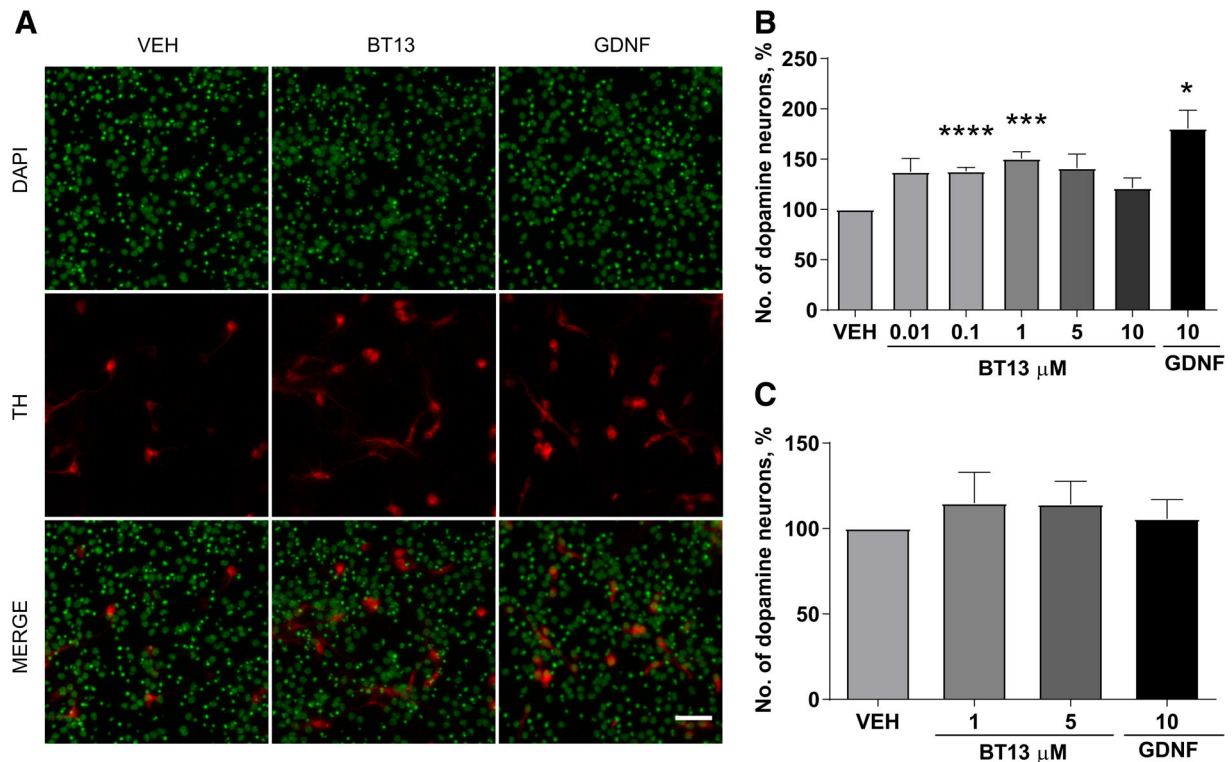 A
VEH BT13 GDNF
DAPI
TH
MERGE
B
No. of dopamine neurons, %
250
200
150
100
50
0
**** *** *
VEH 0.01 0.1 1 5 10 10
BT13 μM GDNF
C
No. of dopamine neurons, %
150
100
50
0
VEH 1 5 10
BT13 μM GDNF